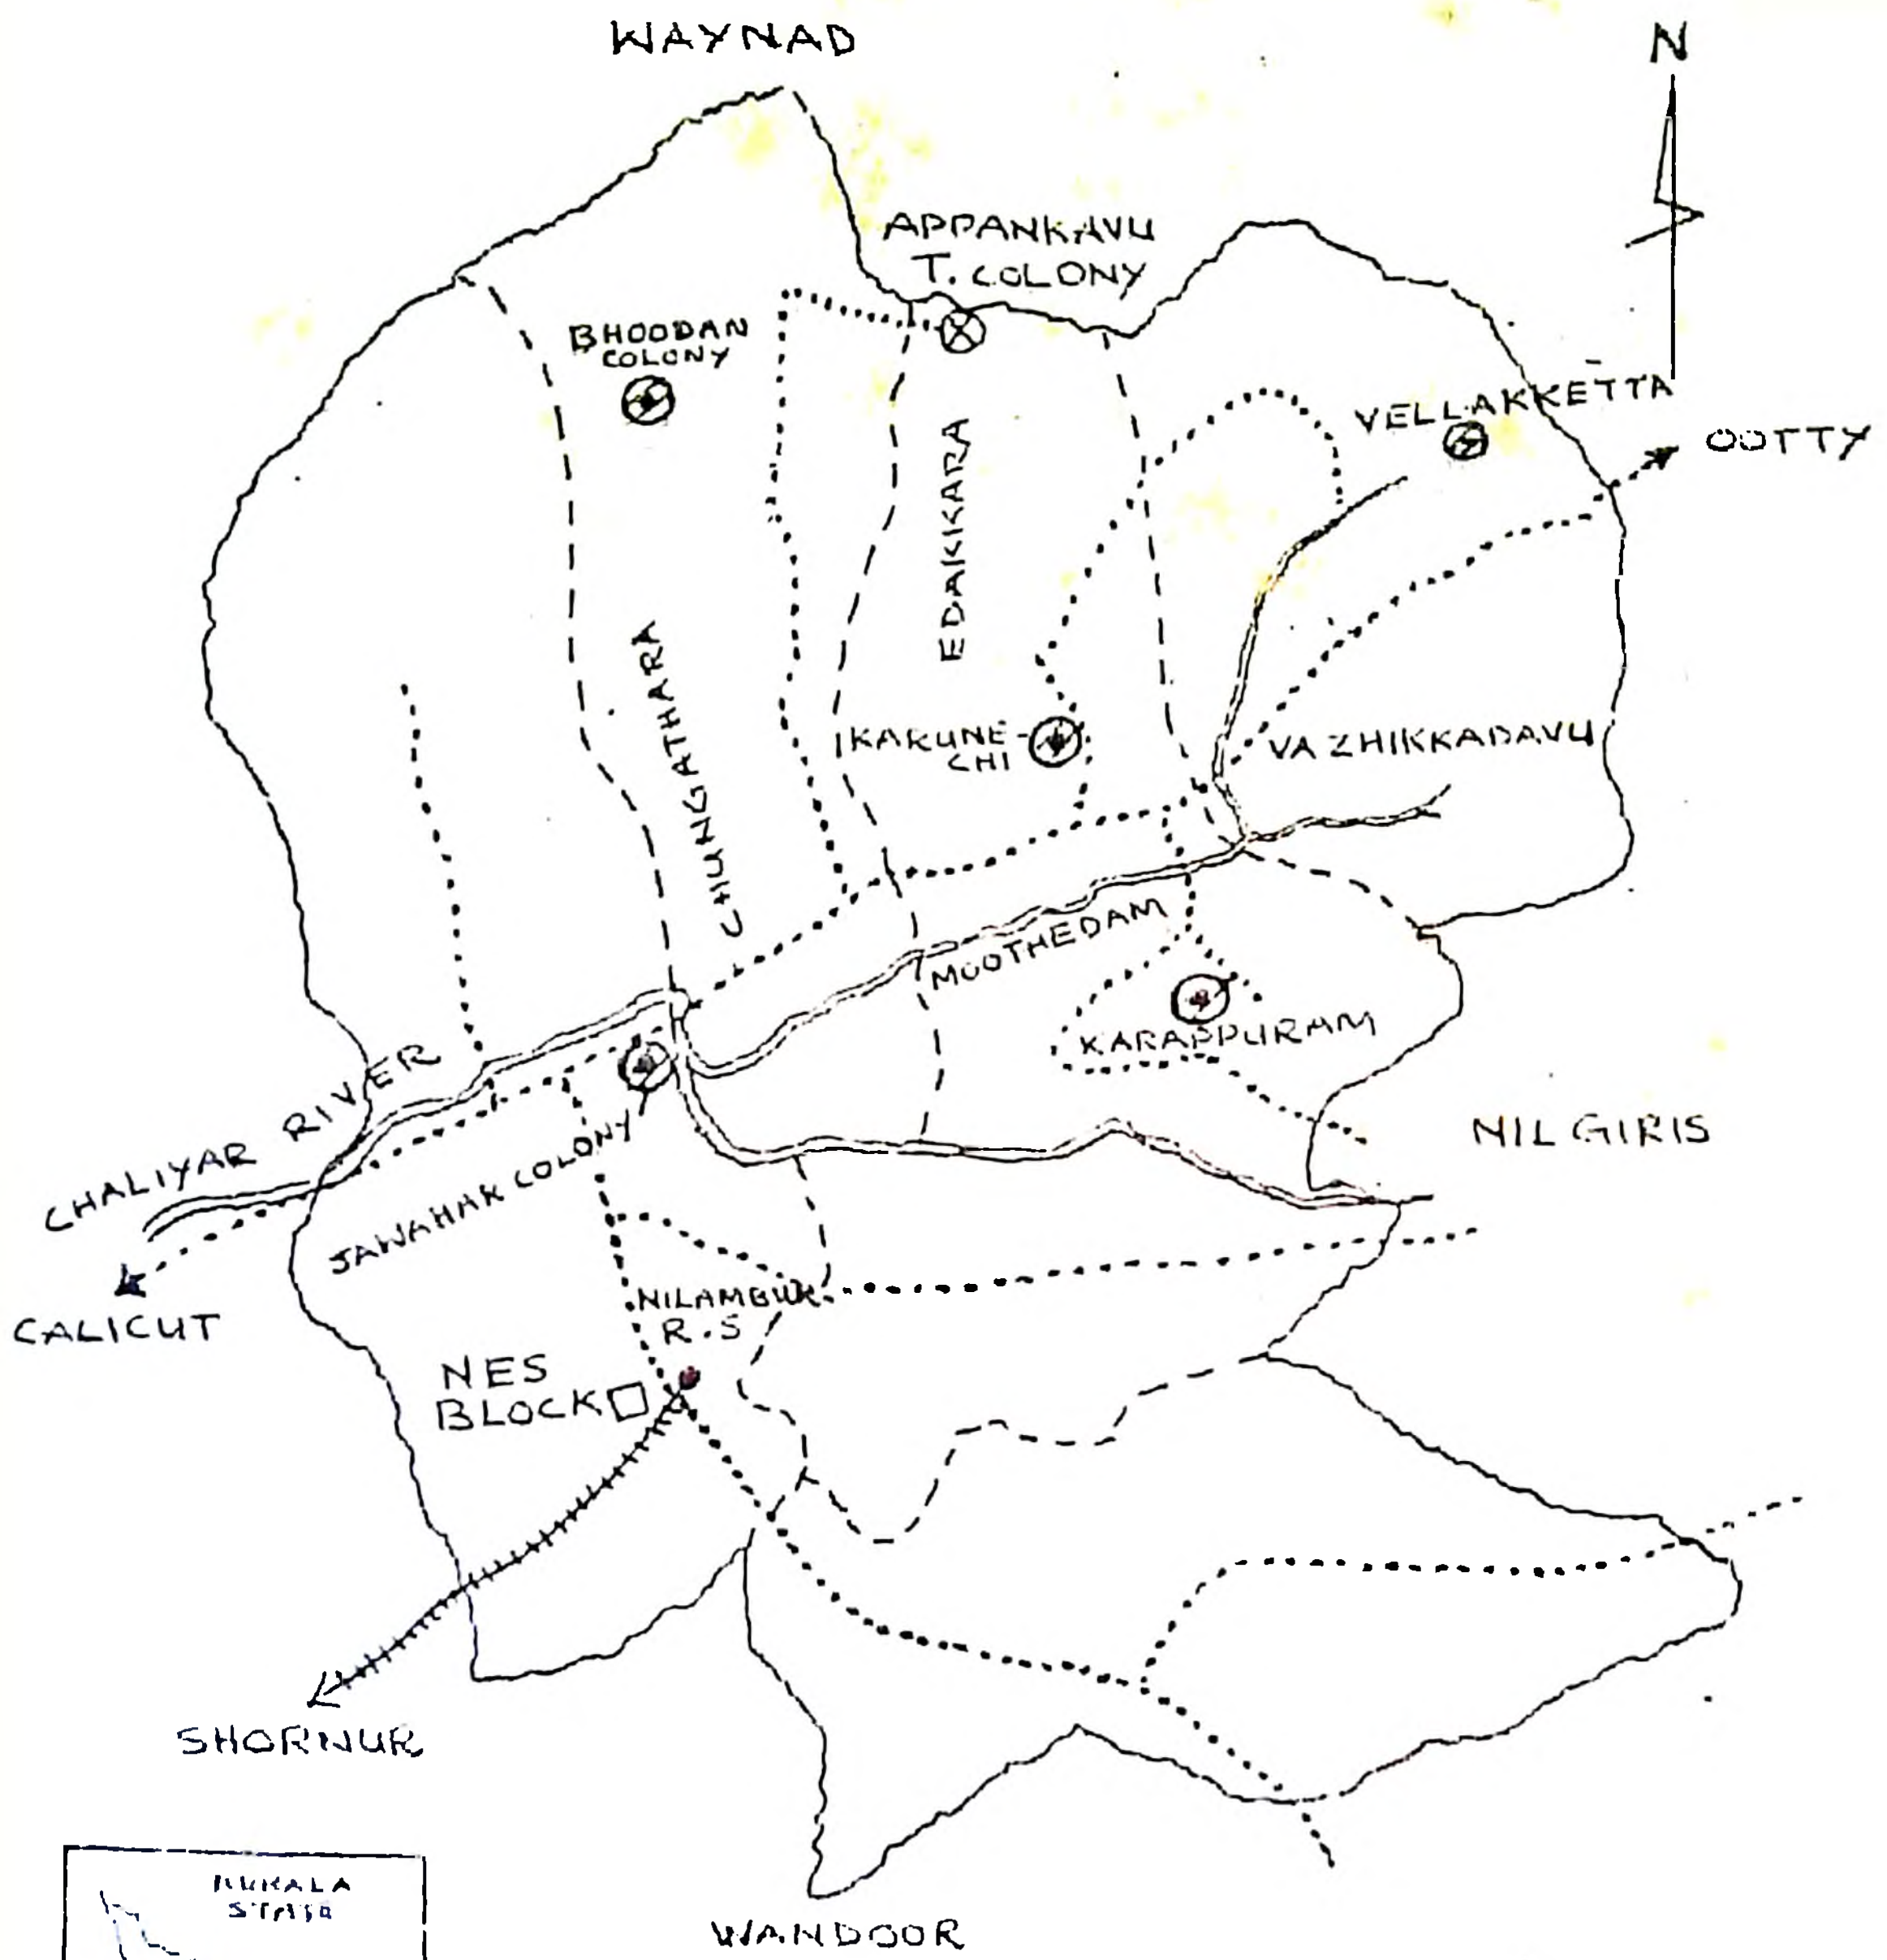 WAYNAD
N
APPANKAVU
T. COLONY
BHOODAN
COLONY
VELLAKKETTA
OOTTY
EDAKKARA
CHUNGATHARA
KARUNE-
CHI
VAZHIKKADAVU
MOOTHEDAM
KARAPPURAM
CHALIYAR RIVER
JAWAHAR COLONY
NILGIRIS
CALICUT
NILAMBUR
R.S
NES
BLOCK
SHORNUR
WANDOOR
STATE